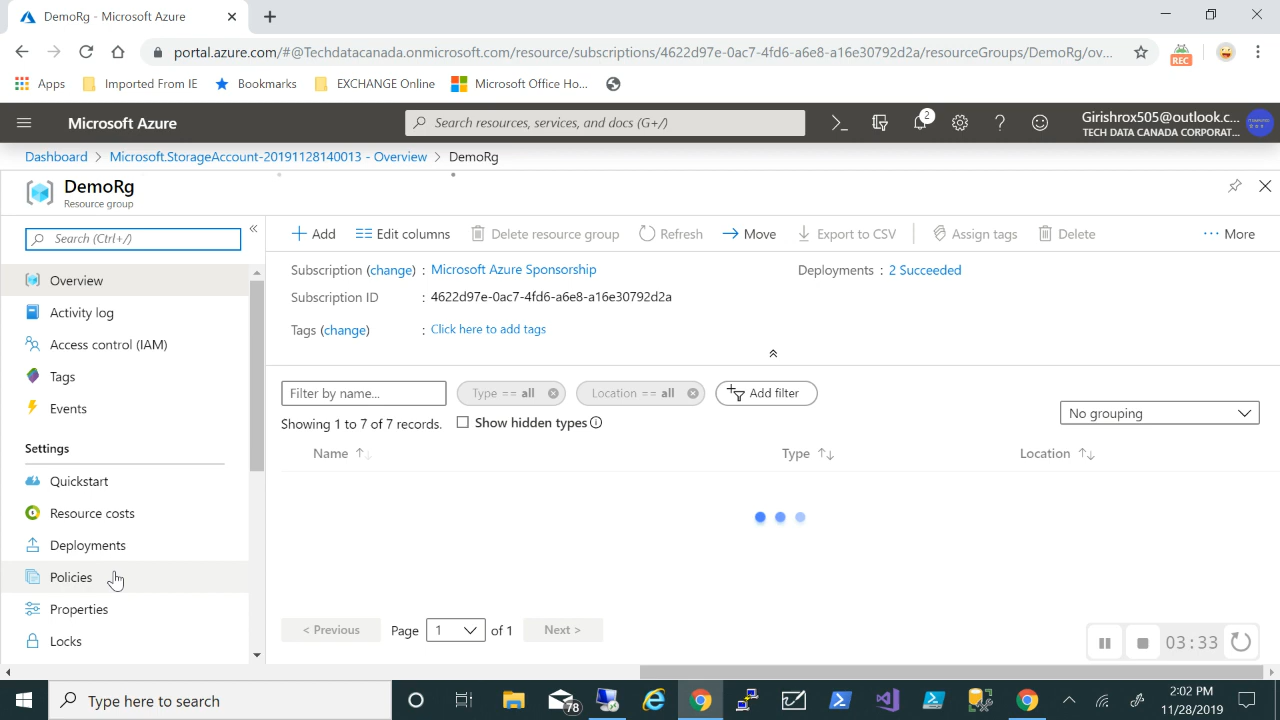 DemoRg - Microsoft Azure
portal.azure.com/#@Techdatacanada.onmicrosoft.com/resource/subscriptions/4622d97e-0ac7-4fd6-a6e8-a16e30792d2a/resourceGroups/DemoRg/ov...
REC
Apps Imported From IE Bookmarks EXCHANGE Online Microsoft Office Ho...
Microsoft Azure
Search resources, services, and docs (G+/)
2
Girishrox505@outlook.c...
TECH DATA CANADA CORPORAT...
Dashboard > Microsoft.StorageAccount-20191128140013 - Overview > DemoRg
DemoRg
Resource group
Search (Ctrl+/)
Overview
Activity log
Access control (IAM)
Tags
Events
Settings
Quickstart
Resource costs
Deployments
Policies
Properties
Locks
Add Edit columns Delete resource group Refresh Move Export to CSV Assign tags Delete ... More
Subscription (change) : Microsoft Azure Sponsorship
Deployments : 2 Succeeded
Subscription ID : 4622d97e-0ac7-4fd6-a6e8-a16e30792d2a
Tags (change) : Click here to add tags
Filter by name... Type == all Location == all Add filter
Showing 1 to 7 of 7 records. Show hidden types
No grouping
Name Type Location
< Previous Page 1 of 1 Next >
03:33
Type here to search
78
2:02 PM
11/28/2019